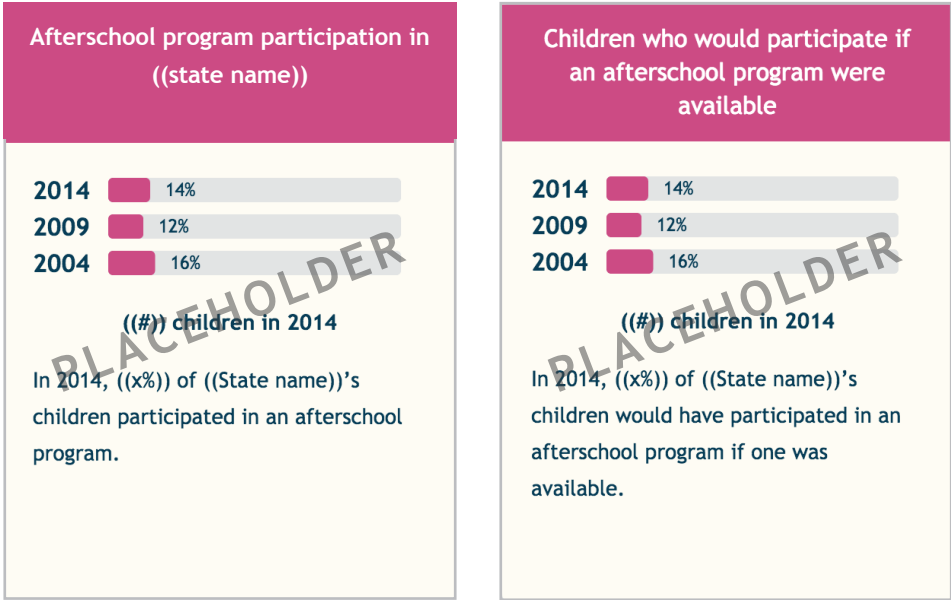 Afterschool program participation in
((state name))
2014 14%
2009 12%
2004 16%
((#)) children in 2014
In 2014, ((x%)) of ((State name))’s
children participated in an afterschool
program.
PLACEHOLDER
Children who would participate if
an afterschool program were
available
2014 14%
2009 12%
2004 16%
((#)) children in 2014
In 2014, ((x%)) of ((State name))’s
children would have participated in an
afterschool program if one was
available.
PLACEHOLDER